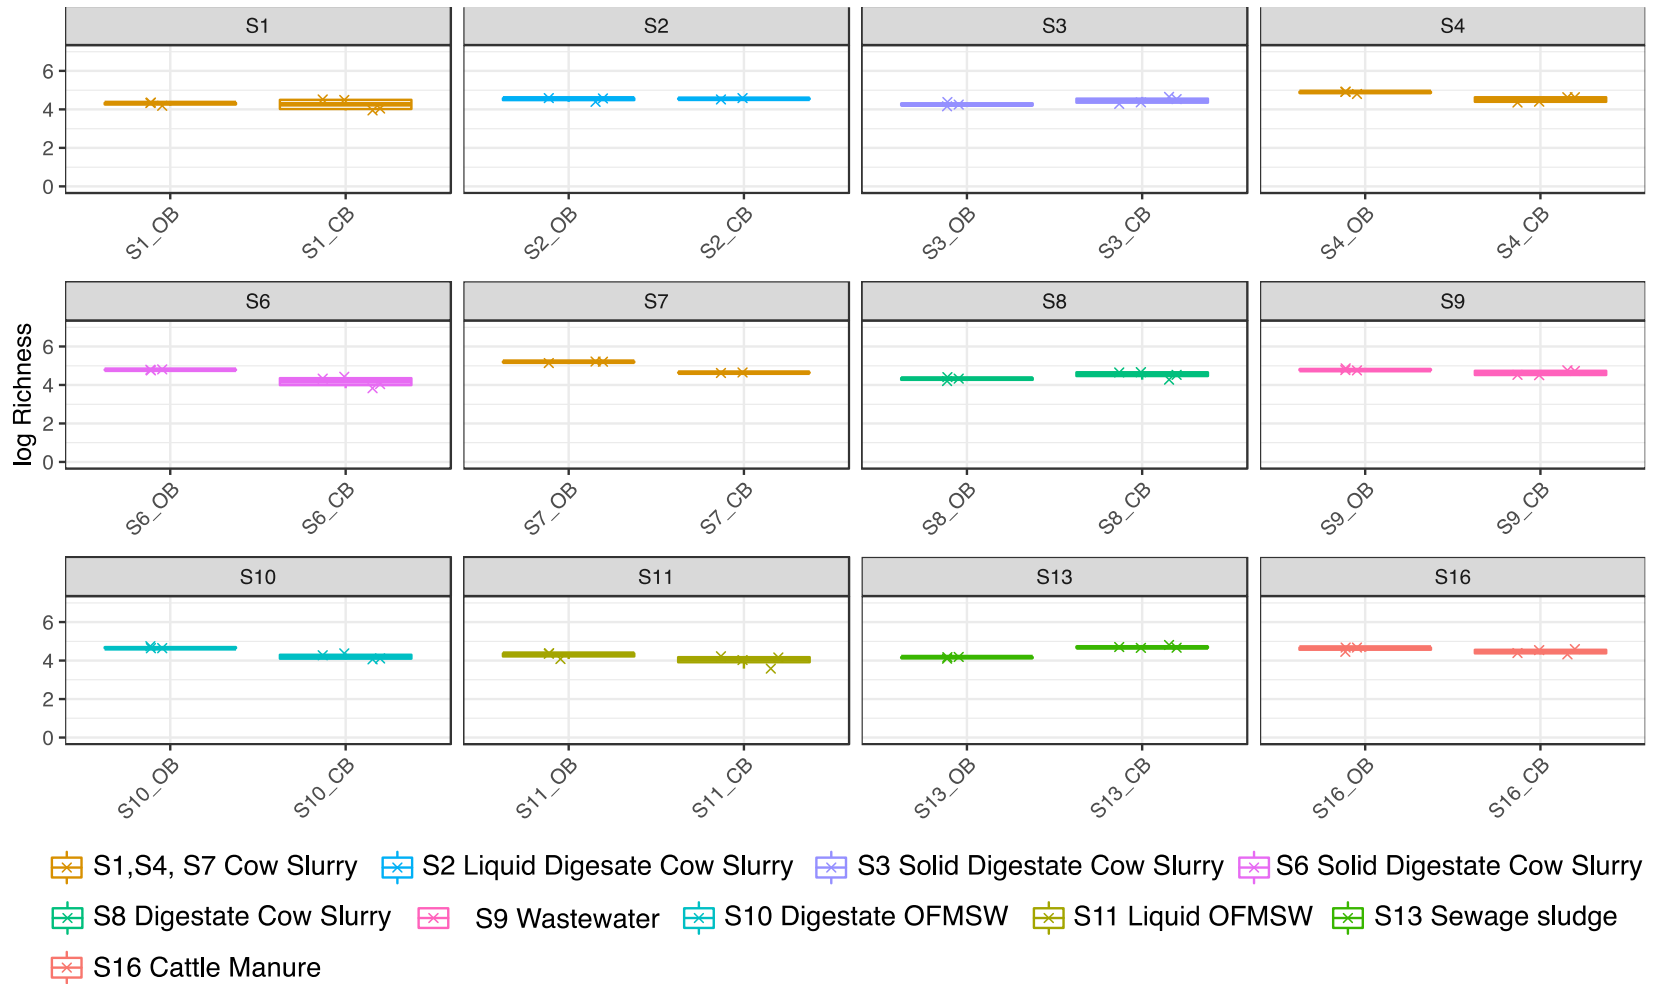 S1 S2 S3 S4
6
4
2
0
S1_OB S1_CB S2_OB S2_CB S3_OB S3_CB S4_OB S4_CB
S6 S7 S8 S9
log Richness
6
4
2
0
S6_OB S6_CB S7_OB S7_CB S8_OB S8_CB S9_OB S9_CB
S10 S11 S13 S16
6
4
2
0
S10_OB S10_CB S11_OB S11_CB S13_OB S13_CB S16_OB S16_CB
S1,S4, S7 Cow Slurry S2 Liquid Digesate Cow Slurry S3 Solid Digestate Cow Slurry S6 Solid Digestate Cow Slurry
S8 Digestate Cow Slurry S9 Wastewater S10 Digestate OFMSW S11 Liquid OFMSW S13 Sewage sludge
S16 Cattle Manure